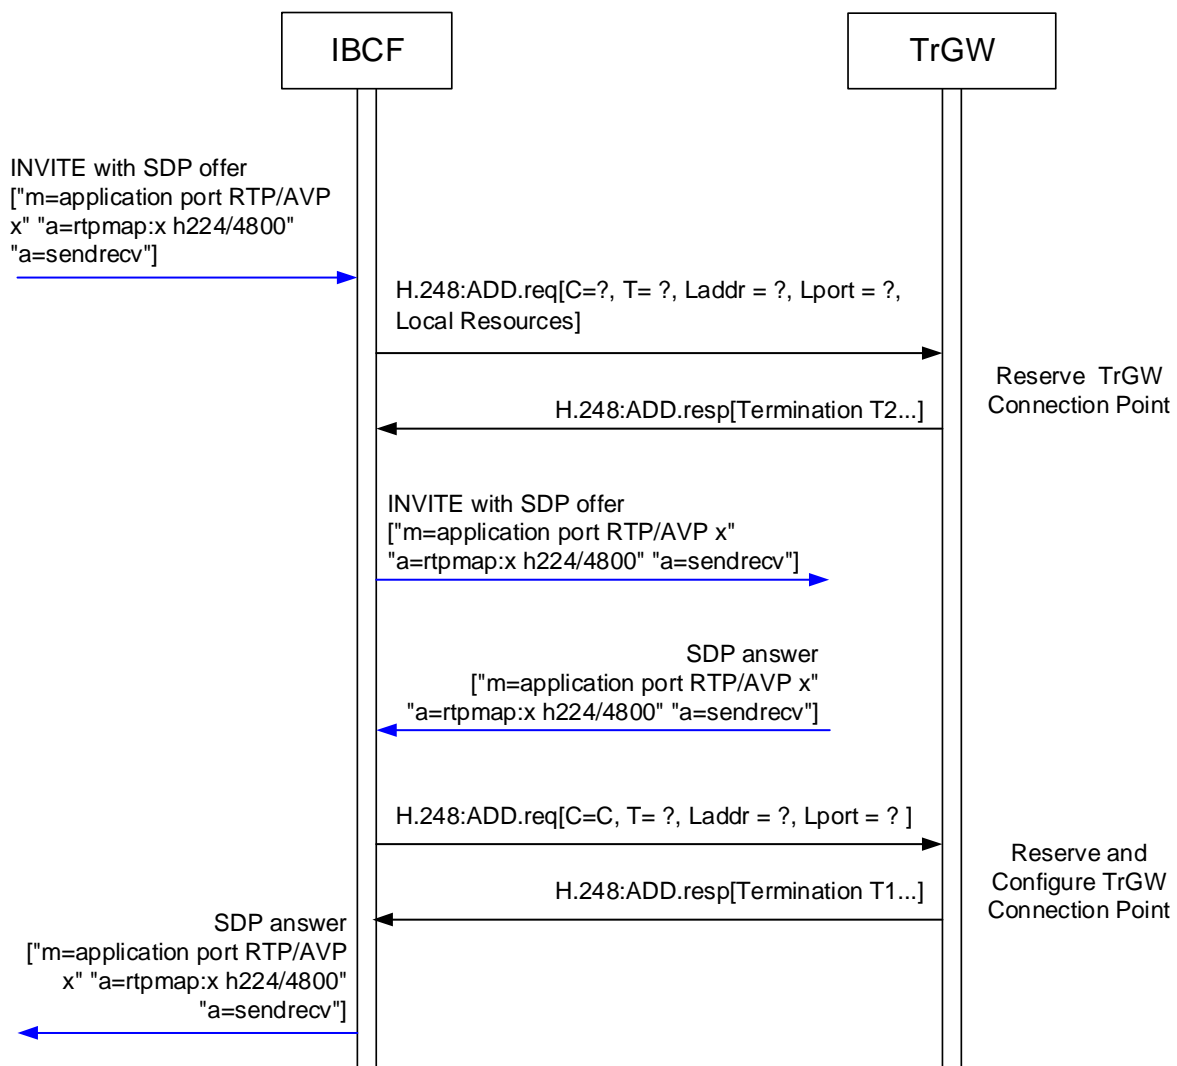 IBCF
TrGW
INVITE with SDP offer
["m=application port RTP/AVP
x" "a=rtpmap:x h224/4800"
"a=sendrecv"]
H.248:ADD.req[C=?, T= ?, Laddr = ?, Lport = ?,
Local Resources]
Reserve TrGW
Connection Point
H.248:ADD.resp[Termination T2...]
INVITE with SDP offer
["m=application port RTP/AVP x"
"a=rtpmap:x h224/4800" "a=sendrecv"]
SDP answer
["m=application port RTP/AVP x"
"a=rtpmap:x h224/4800" "a=sendrecv"]
H.248:ADD.req[C=C, T= ?, Laddr = ?, Lport = ? ]
Reserve and
Configure TrGW
Connection Point
H.248:ADD.resp[Termination T1...]
SDP answer
["m=application port RTP/AVP
x" "a=rtpmap:x h224/4800"
"a=sendrecv"]